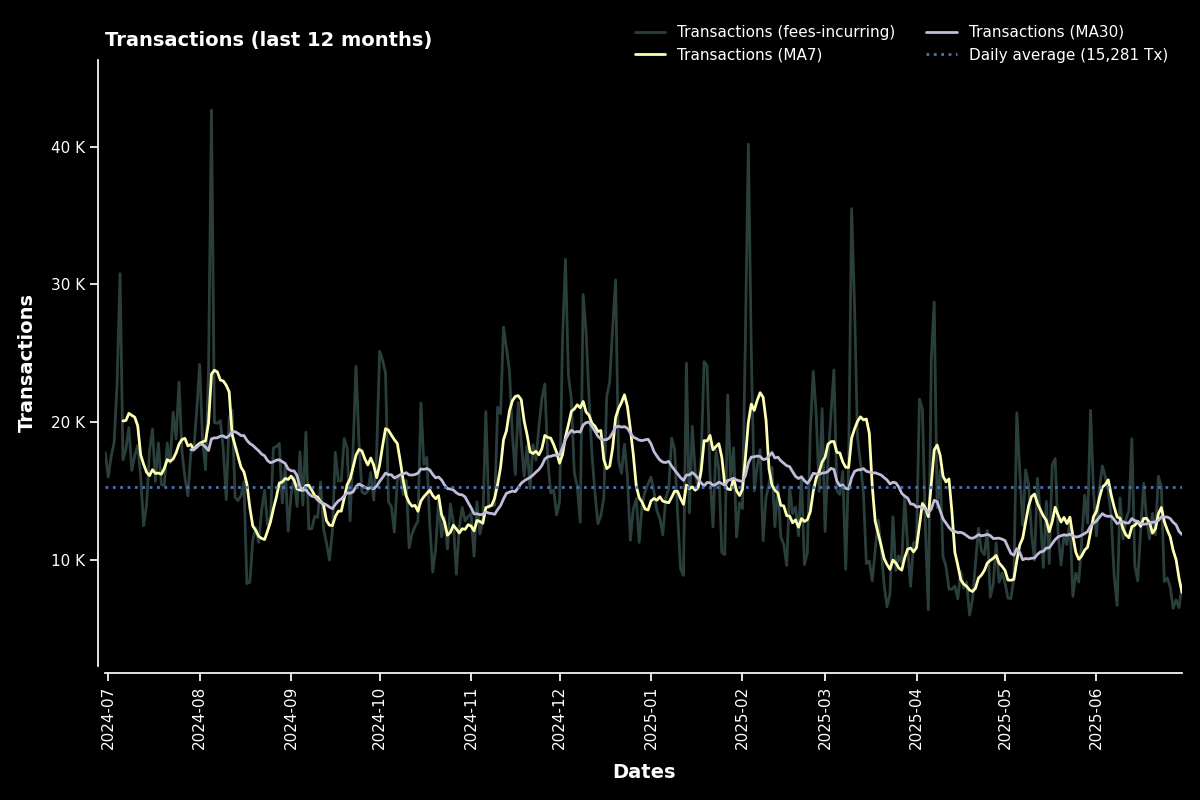 Transactions (last 12 months)
Transactions (fees-incurring)
Transactions (MA7)
Transactions (MA30)
Daily average (15,281 Tx)
Transactions
40 K
30 K
20 K
10 K
2024-07
2024-08
2024-09
2024-10
2024-11
2024-12
2025-01
2025-02
2025-03
2025-04
2025-05
2025-06
Dates